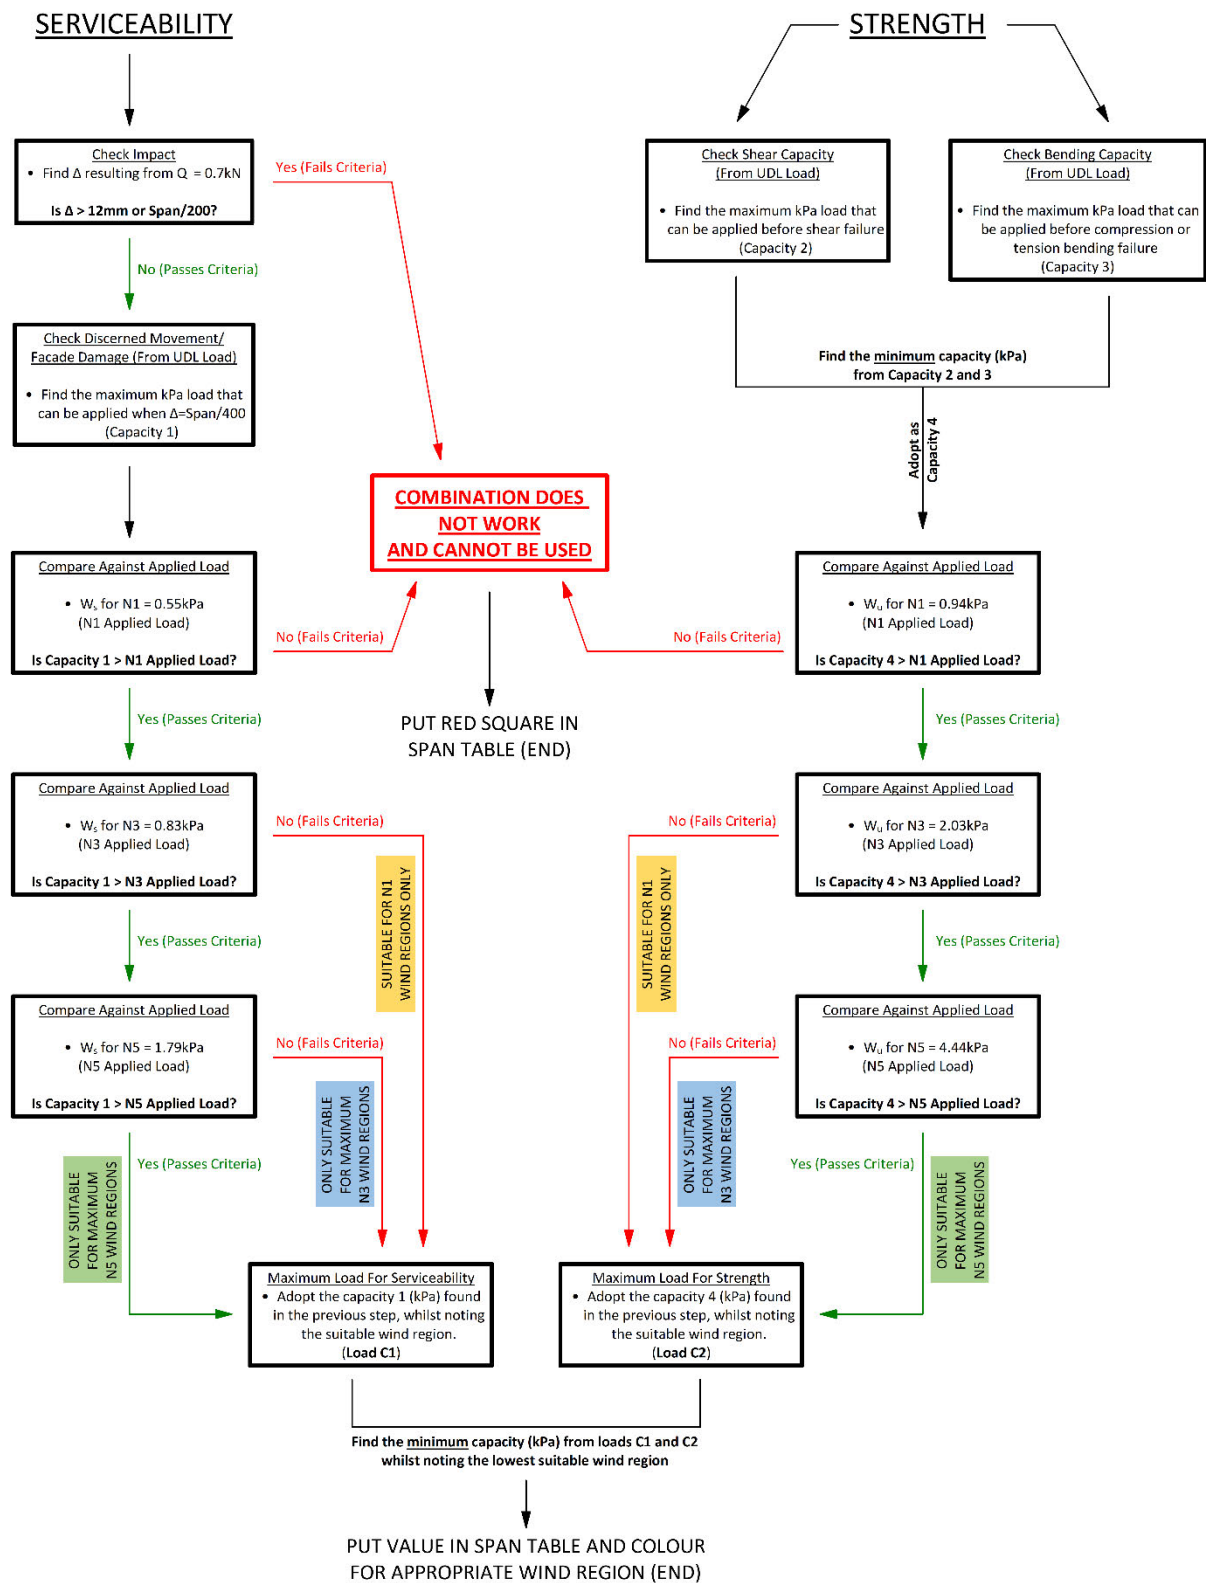 SERVICEABILITY
Check Impact
• Find Δ resulting from Q = 0.7kN
Is Δ > 12mm or Span/200?
Yes (Fails Criteria)
No (Passes Criteria)
Check Discerned Movement/
Facade Damage (From UDL Load)
• Find the maximum kPa load that
can be applied when Δ=Span/400
(Capacity 1)
Compare Against Applied Load
• Wₛ for N1 = 0.55kPa
(N1 Applied Load)
Is Capacity 1 > N1 Applied Load?
No (Fails Criteria)
Yes (Passes Criteria)
Compare Against Applied Load
• Wₛ for N3 = 0.83kPa
(N3 Applied Load)
Is Capacity 1 > N3 Applied Load?
No (Fails Criteria)
SUITABLE FOR N1
WIND REGIONS ONLY
Yes (Passes Criteria)
Compare Against Applied Load
• Wₛ for N5 = 1.79kPa
(N5 Applied Load)
Is Capacity 1 > N5 Applied Load?
No (Fails Criteria)
ONLY SUITABLE
FOR MAXIMUM
N3 WIND REGIONS
Yes (Passes Criteria)
ONLY SUITABLE
FOR MAXIMUM
N5 WIND REGIONS
Maximum Load For Serviceability
• Adopt the capacity 1 (kPa) found
in the previous step, whilst noting
the suitable wind region.
(Load C1)
COMBINATION DOES
NOT WORK
AND CANNOT BE USED
PUT RED SQUARE IN
SPAN TABLE (END)
STRENGTH
Check Shear Capacity
(From UDL Load)
• Find the maximum kPa load that
can be applied before shear failure
(Capacity 2)
Check Bending Capacity
(From UDL Load)
• Find the maximum kPa load that can
be applied before compression or
tension bending failure
(Capacity 3)
Find the minimum capacity (kPa)
from Capacity 2 and 3
Adopt as
Capacity 4
Compare Against Applied Load
• Wᵤ for N1 = 0.94kPa
(N1 Applied Load)
Is Capacity 4 > N1 Applied Load?
No (Fails Criteria)
Yes (Passes Criteria)
Compare Against Applied Load
• Wᵤ for N3 = 2.03kPa
(N3 Applied Load)
Is Capacity 4 > N3 Applied Load?
No (Fails Criteria)
SUITABLE FOR N1
WIND REGIONS ONLY
Yes (Passes Criteria)
Compare Against Applied Load
• Wᵤ for N5 = 4.44kPa
(N5 Applied Load)
Is Capacity 4 > N5 Applied Load?
No (Fails Criteria)
ONLY SUITABLE
FOR MAXIMUM
N3 WIND REGIONS
Yes (Passes Criteria)
ONLY SUITABLE
FOR MAXIMUM
N5 WIND REGIONS
Maximum Load For Strength
• Adopt the capacity 4 (kPa) found
in the previous step, whilst noting
the suitable wind region.
(Load C2)
Find the minimum capacity (kPa) from loads C1 and C2
whilst noting the lowest suitable wind region
PUT VALUE IN SPAN TABLE AND COLOUR
FOR APPROPRIATE WIND REGION (END)